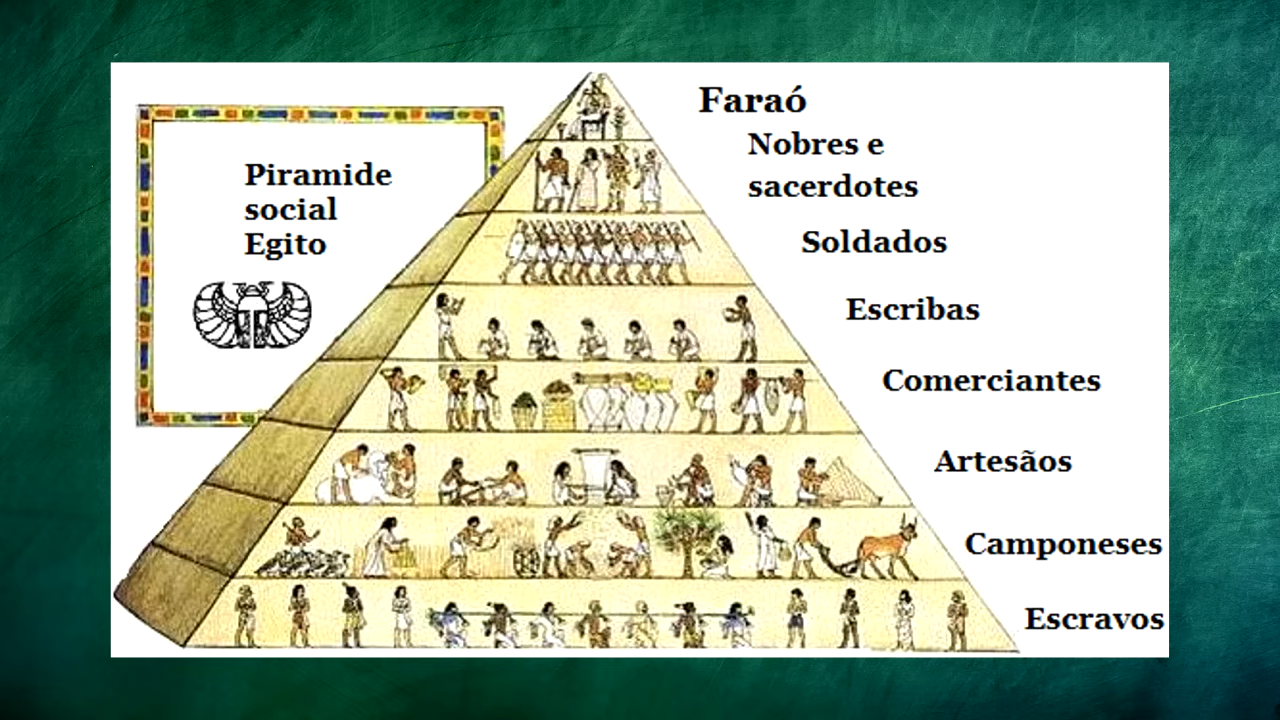 Piramide
social
Egito
Faraó
Nobres e
sacerdotes
Soldados
Escribas
Comerciantes
Artesãos
Camponeses
Escravos